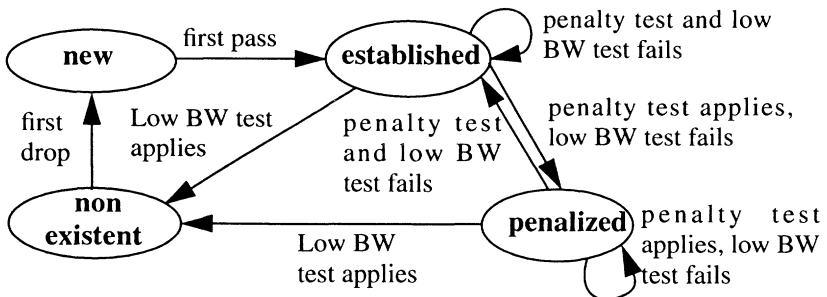 new
first pass
established
penalty test and low
BW test fails
first
drop
Low BW test
applies
penalty test
and low BW
test fails
penalty test applies,
low BW test fails
non
existent
Low BW
test applies
penalized
penalty test
applies, low BW
test fails